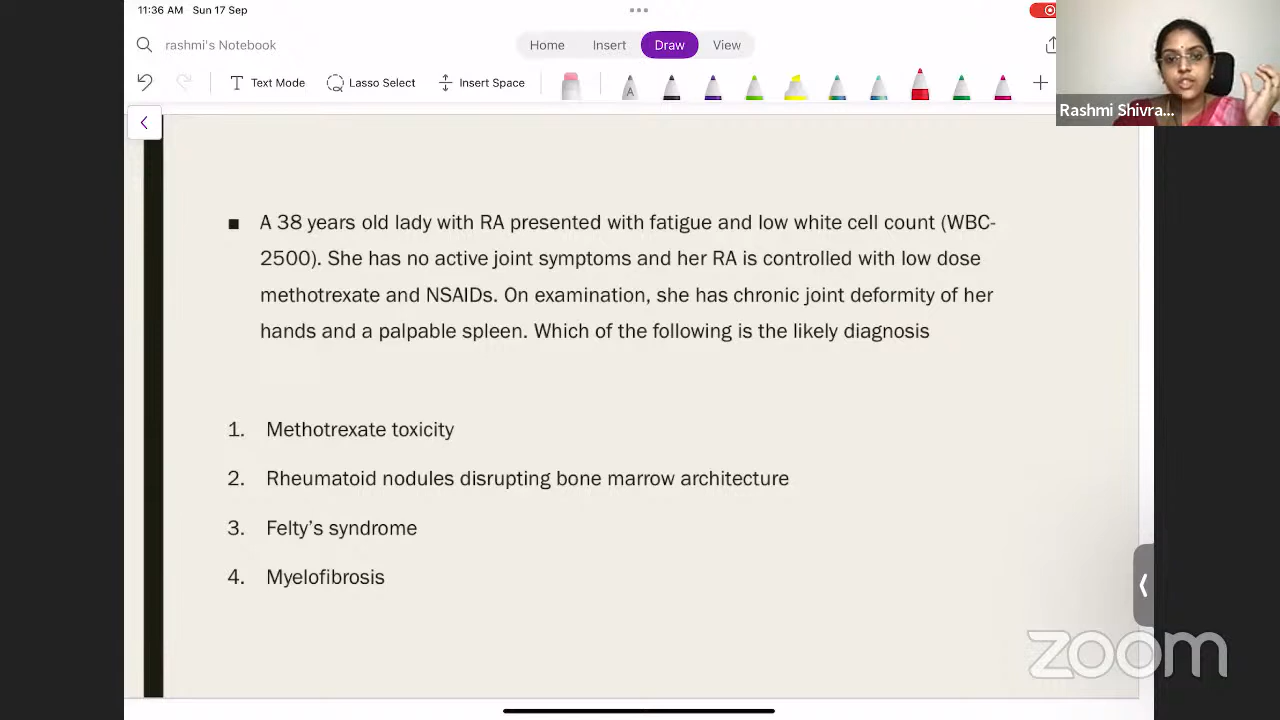 11:36 AM Sun 17 Sep
rashmi's Notebook
Home Insert Draw View
Text Mode Lasso Select Insert Space
A
Rashmi Shivra...
■ A 38 years old lady with RA presented with fatigue and low white cell count (WBC-
2500). She has no active joint symptoms and her RA is controlled with low dose
methotrexate and NSAIDs. On examination, she has chronic joint deformity of her
hands and a palpable spleen. Which of the following is the likely diagnosis
1. Methotrexate toxicity
2. Rheumatoid nodules disrupting bone marrow architecture
3. Felty’s syndrome
4. Myelofibrosis
zoom